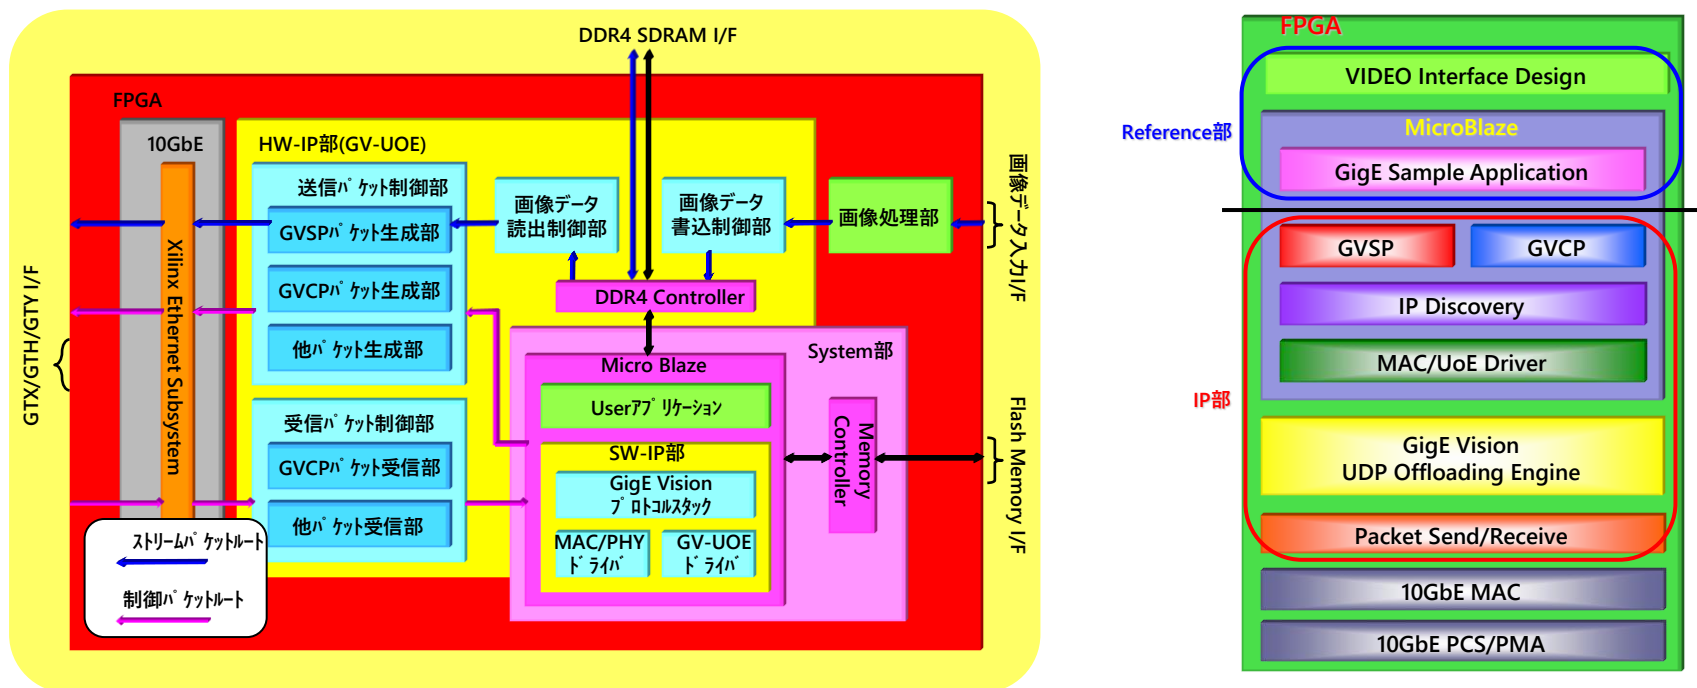 DDR4 SDRAM I/F
FPGA
10GbE
Xilinx Ethernet Subsystem
GTX/GTH/GTY I/F
HW-IP部(GV-UOE)
送信ﾊﾟｹｯﾄ制御部
GVSPﾊﾟｹｯﾄ生成部
GVCPﾊﾟｹｯﾄ生成部
他ﾊﾟｹｯﾄ生成部
受信ﾊﾟｹｯﾄ制御部
GVCPﾊﾟｹｯﾄ受信部
他ﾊﾟｹｯﾄ受信部
画像データ
読出制御部
画像データ
書込制御部
画像処理部
画像データ入力I/F
DDR4 Controller
System部
Micro Blaze
Userｱﾌﾟﾘｹｰｼｮﾝ
SW-IP部
GigE Vision
ﾌﾟﾛﾄｺﾙｽﾀｯｸ
MAC/PHY
ﾄﾞﾗｲﾊﾞ
GV-UOE
ﾄﾞﾗｲﾊﾞ
Memory
Controller
Flash Memory I/F
ｽﾄﾘｰﾑﾊﾟｹｯﾄﾙｰﾄ
制御ﾊﾟｹｯﾄﾙｰﾄ
FPGA
VIDEO Interface Design
Reference部
MicroBlaze
GigE Sample Application
GVSP
GVCP
IP Discovery
MAC/UoE Driver
IP部
GigE Vision
UDP Offloading Engine
Packet Send/Receive
10GbE MAC
10GbE PCS/PMA